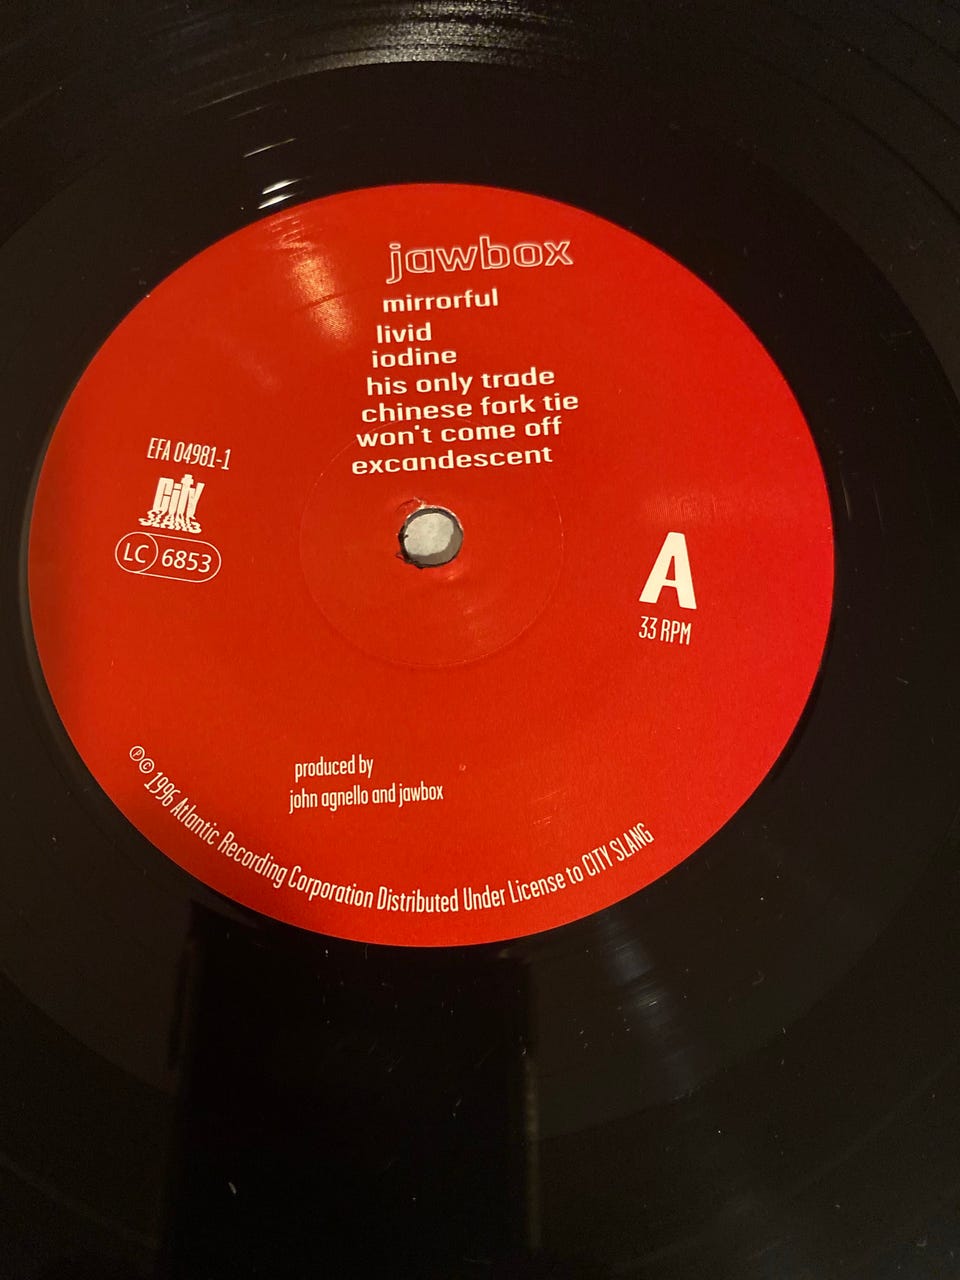 jawbox
mirrorful
livid
iodine
his only trade
chinese fork tie
won't come off
excandescent
EFA 04981-1
CITY
SLANG
LC 6853
A
33 RPM
produced by
john agnello and jawbox
℗ © 1996 Atlantic Recording Corporation Distributed Under License to CITY SLANG